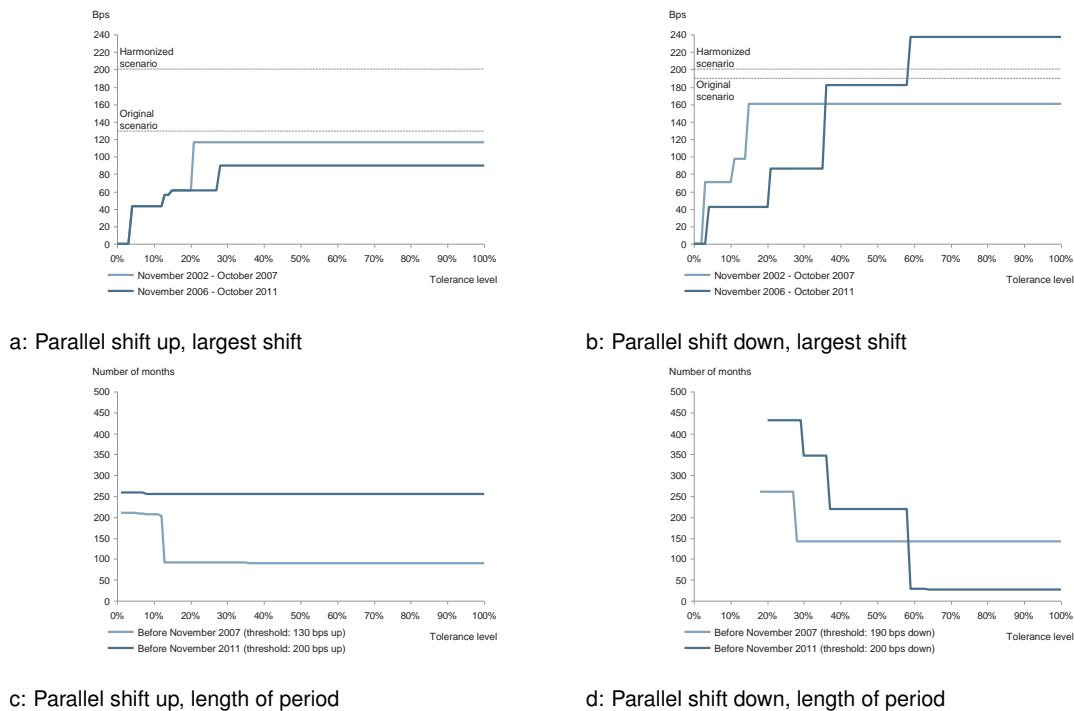 Bps
240
220
200
180
160
140
120
100
80
60
40
20
0
Harmonized
scenario
Original
scenario
0% 10% 20% 30% 40% 50% 60% 70% 80% 90% 100%
November 2002 - October 2007
Tolerance level
November 2006 - October 2011
a: Parallel shift up, largest shift
Bps
240
220
200
180
160
140
120
100
80
60
40
20
0
Harmonized
scenario
Original
scenario
0% 10% 20% 30% 40% 50% 60% 70% 80% 90% 100%
November 2002 - October 2007
Tolerance level
November 2006 - October 2011
b: Parallel shift down, largest shift
Number of months
500
450
400
350
300
250
200
150
100
50
0
0% 10% 20% 30% 40% 50% 60% 70% 80% 90% 100%
Before November 2007 (threshold: 130 bps up)
Tolerance level
Before November 2011 (threshold: 200 bps up)
c: Parallel shift up, length of period
Number of months
500
450
400
350
300
250
200
150
100
50
0
0% 10% 20% 30% 40% 50% 60% 70% 80% 90% 100%
Before November 2007 (threshold: 190 bps down)
Tolerance level
Before November 2011 (threshold: 200 bps down)
d: Parallel shift down, length of period